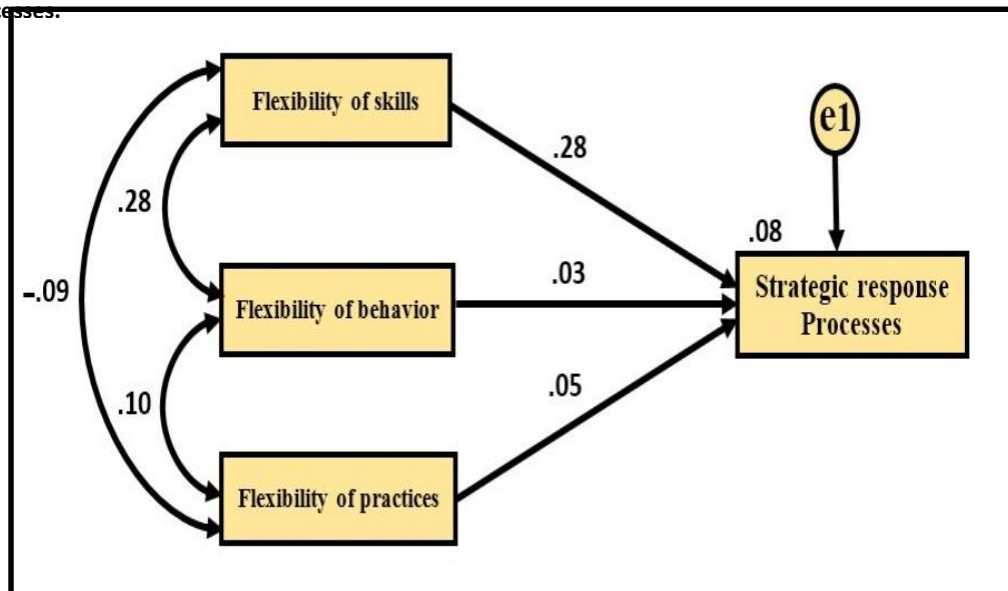 Flexibility of skills
e1
.28
.28
.08
-.09
.03
Strategic response
Processes
Flexibility of behavior
.05
.10
Flexibility of practices